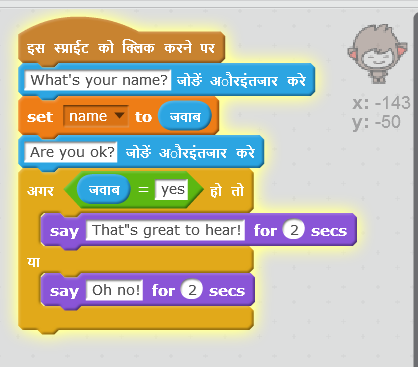 इस स्प्राईट को क्लिक करने पर
What's your name? जोडें अौरइंतजार करे
set name to जवाब
Are you ok? जोडें अौरइंतजार करे
अगर जवाब = yes हो तो
say That"s great to hear! for 2 secs
या
say Oh no! for 2 secs
x: -143
y: -50